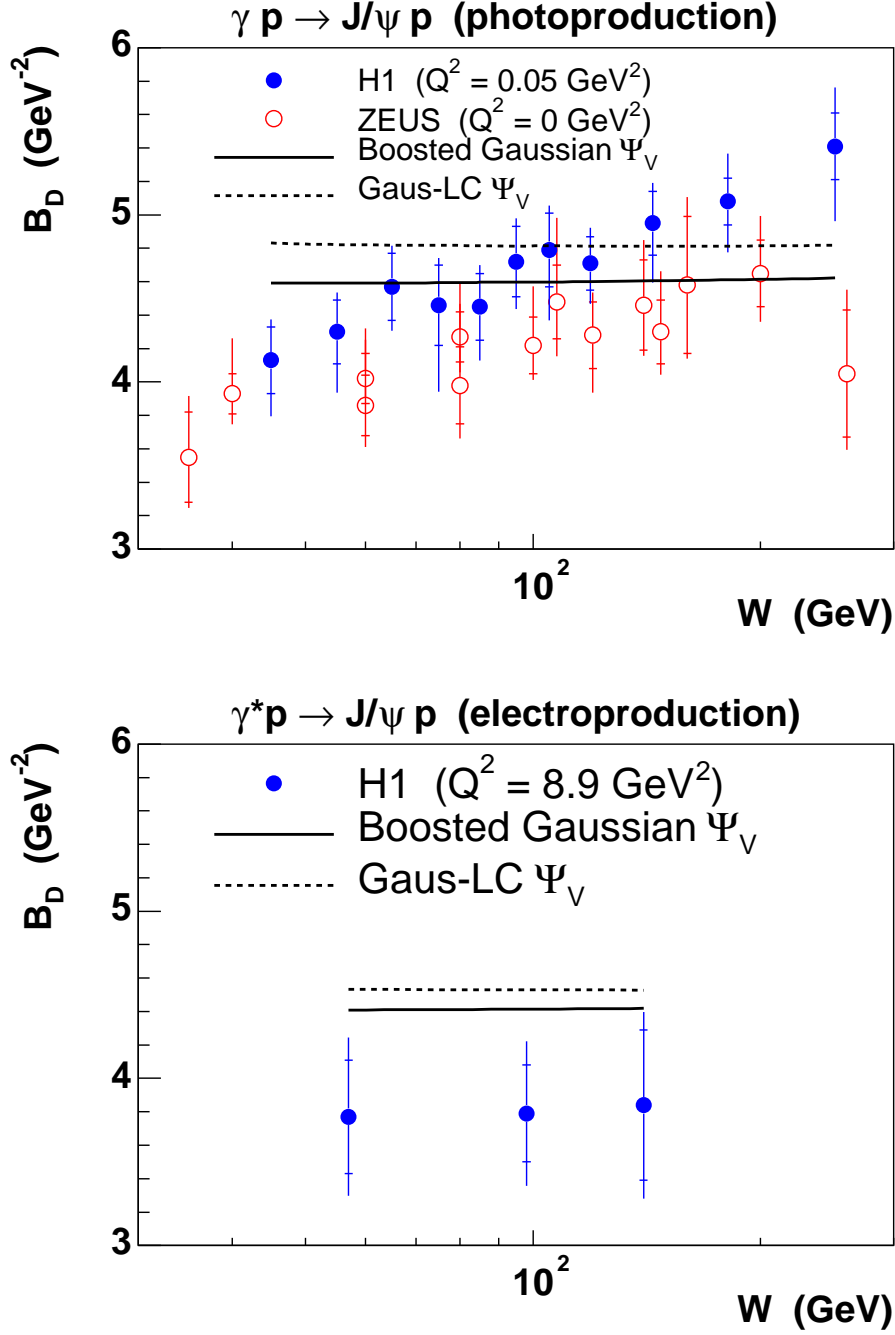 γ p → J/ψ p (photoproduction)
B_D (GeV^-2)
6
5
4
3
H1 (Q^2 = 0.05 GeV^2)
ZEUS (Q^2 = 0 GeV^2)
Boosted Gaussian Ψ_V
Gaus-LC Ψ_V
10^2
W (GeV)
γ*p → J/ψ p (electroproduction)
B_D (GeV^-2)
6
5
4
3
H1 (Q^2 = 8.9 GeV^2)
Boosted Gaussian Ψ_V
Gaus-LC Ψ_V
10^2
W (GeV)